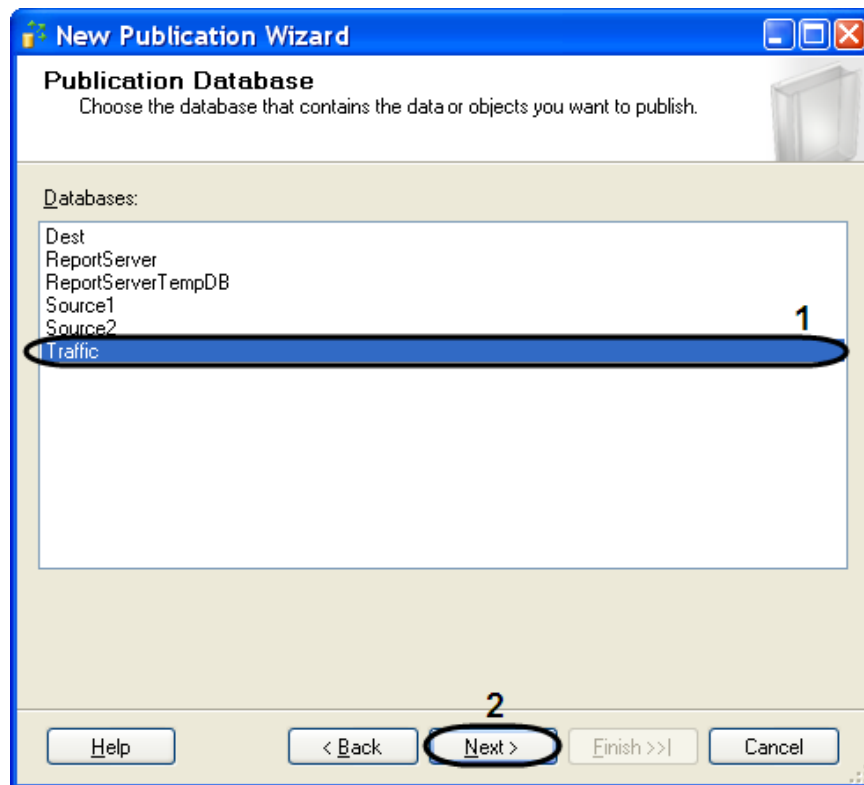 New Publication Wizard
Publication Database
Choose the database that contains the data or objects you want to publish.
Databases:
Dest
ReportServer
ReportServerTempDB
Source1
Source2
1
Traffic
2
Help
< Back
Next >
Finish >>|
Cancel